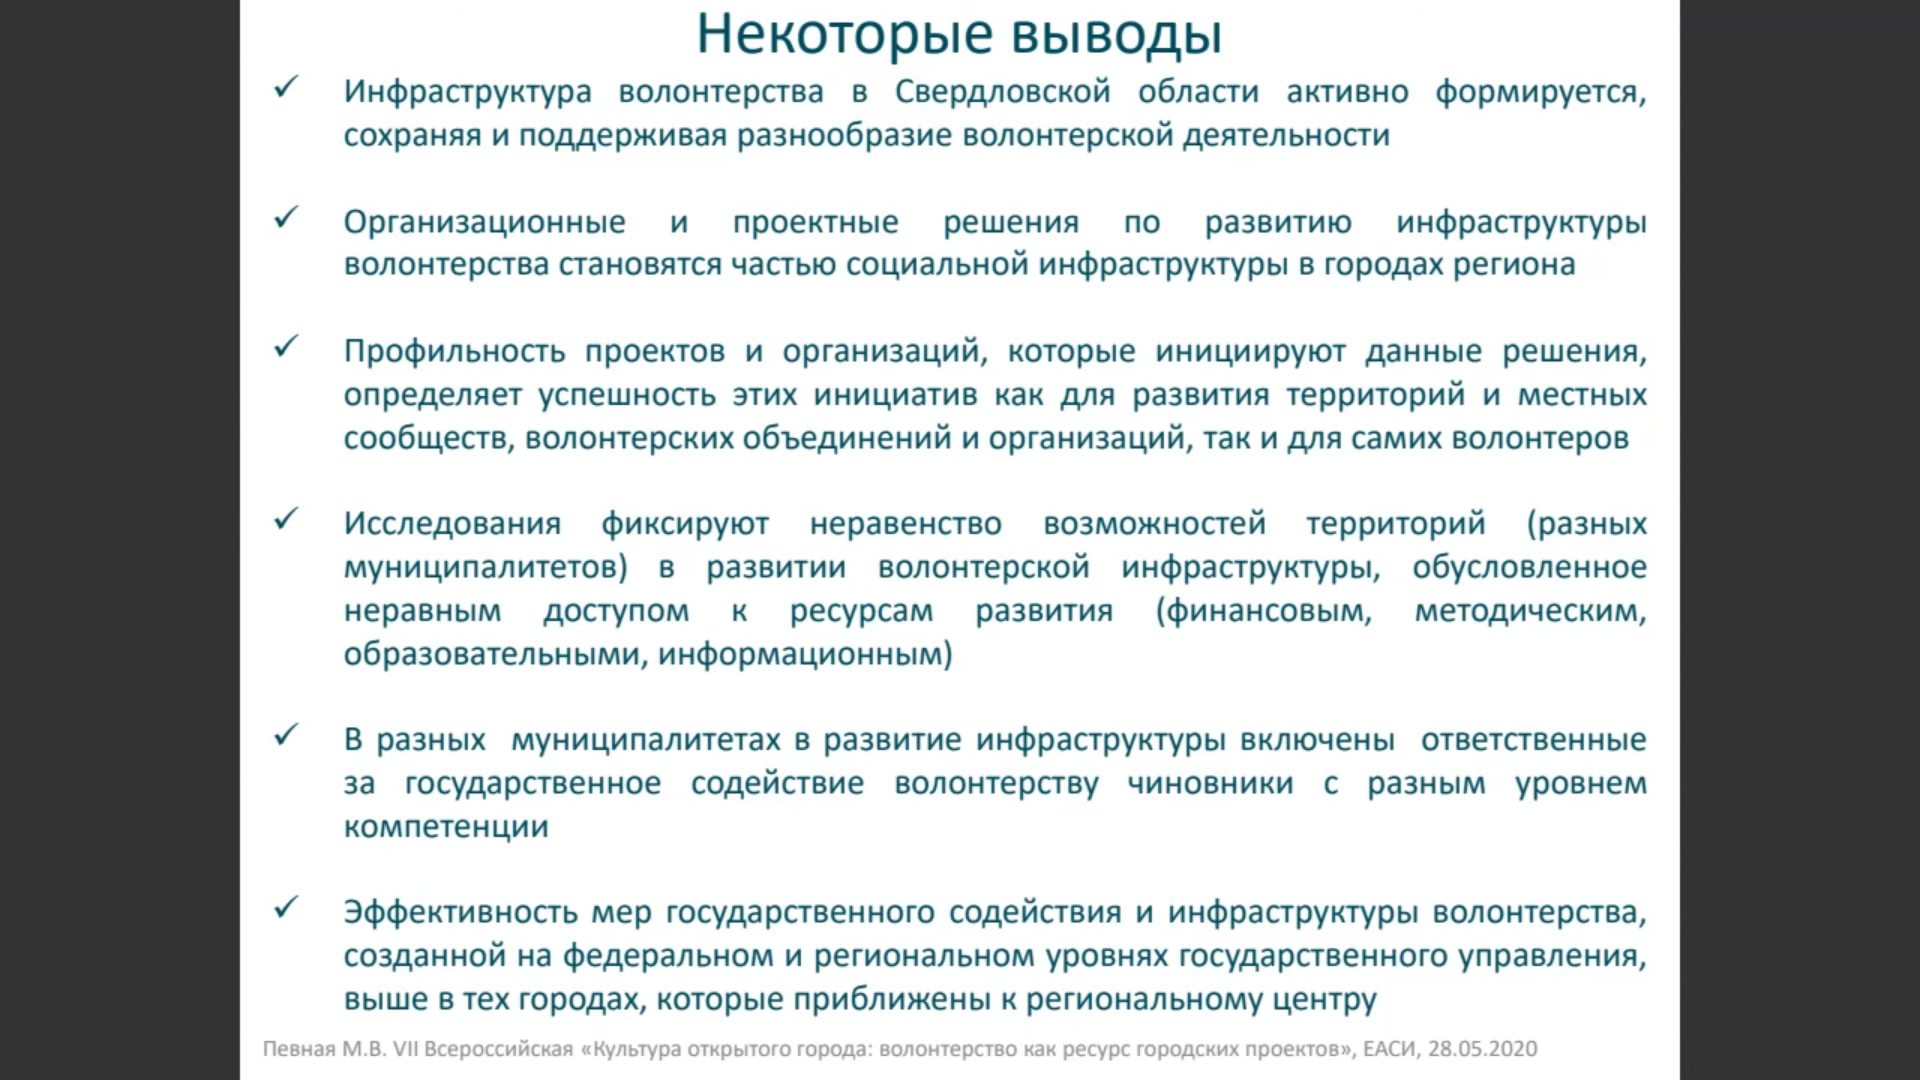 Некоторые выводы
✓ Инфраструктура волонтерства в Свердловской области активно формируется,
сохраняя и поддерживая разнообразие волонтерской деятельности
✓ Организационные и проектные решения по развитию инфраструктуры
волонтерства становятся частью социальной инфраструктуры в городах региона
✓ Профильность проектов и организаций, которые инициируют данные решения,
определяет успешность этих инициатив как для развития территорий и местных
сообществ, волонтерских объединений и организаций, так и для самих волонтеров
✓ Исследования фиксируют неравенство возможностей территорий (разных
муниципалитетов) в развитии волонтерской инфраструктуры, обусловленное
неравным доступом к ресурсам развития (финансовым, методическим,
образовательными, информационным)
✓ В разных муниципалитетах в развитие инфраструктуры включены ответственные
за государственное содействие волонтерству чиновники с разным уровнем
компетенции
✓ Эффективность мер государственного содействия и инфраструктуры волонтерства,
созданной на федеральном и региональном уровнях государственного управления,
выше в тех городах, которые приближены к региональному центру
Певная М.В. VII Всероссийская «Культура открытого города: волонтерство как ресурс городских проектов», ЕАСИ, 28.05.2020